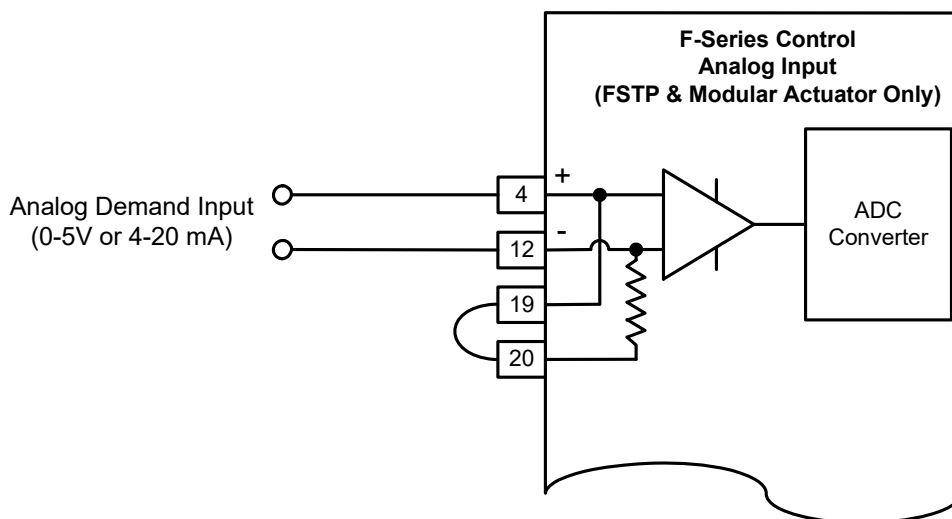 F-Series Control
Analog Input
(FSTP & Modular Actuator Only)
Analog Demand Input
(0-5V or 4-20 mA)
4
+
12
-
19
20
ADC
Converter